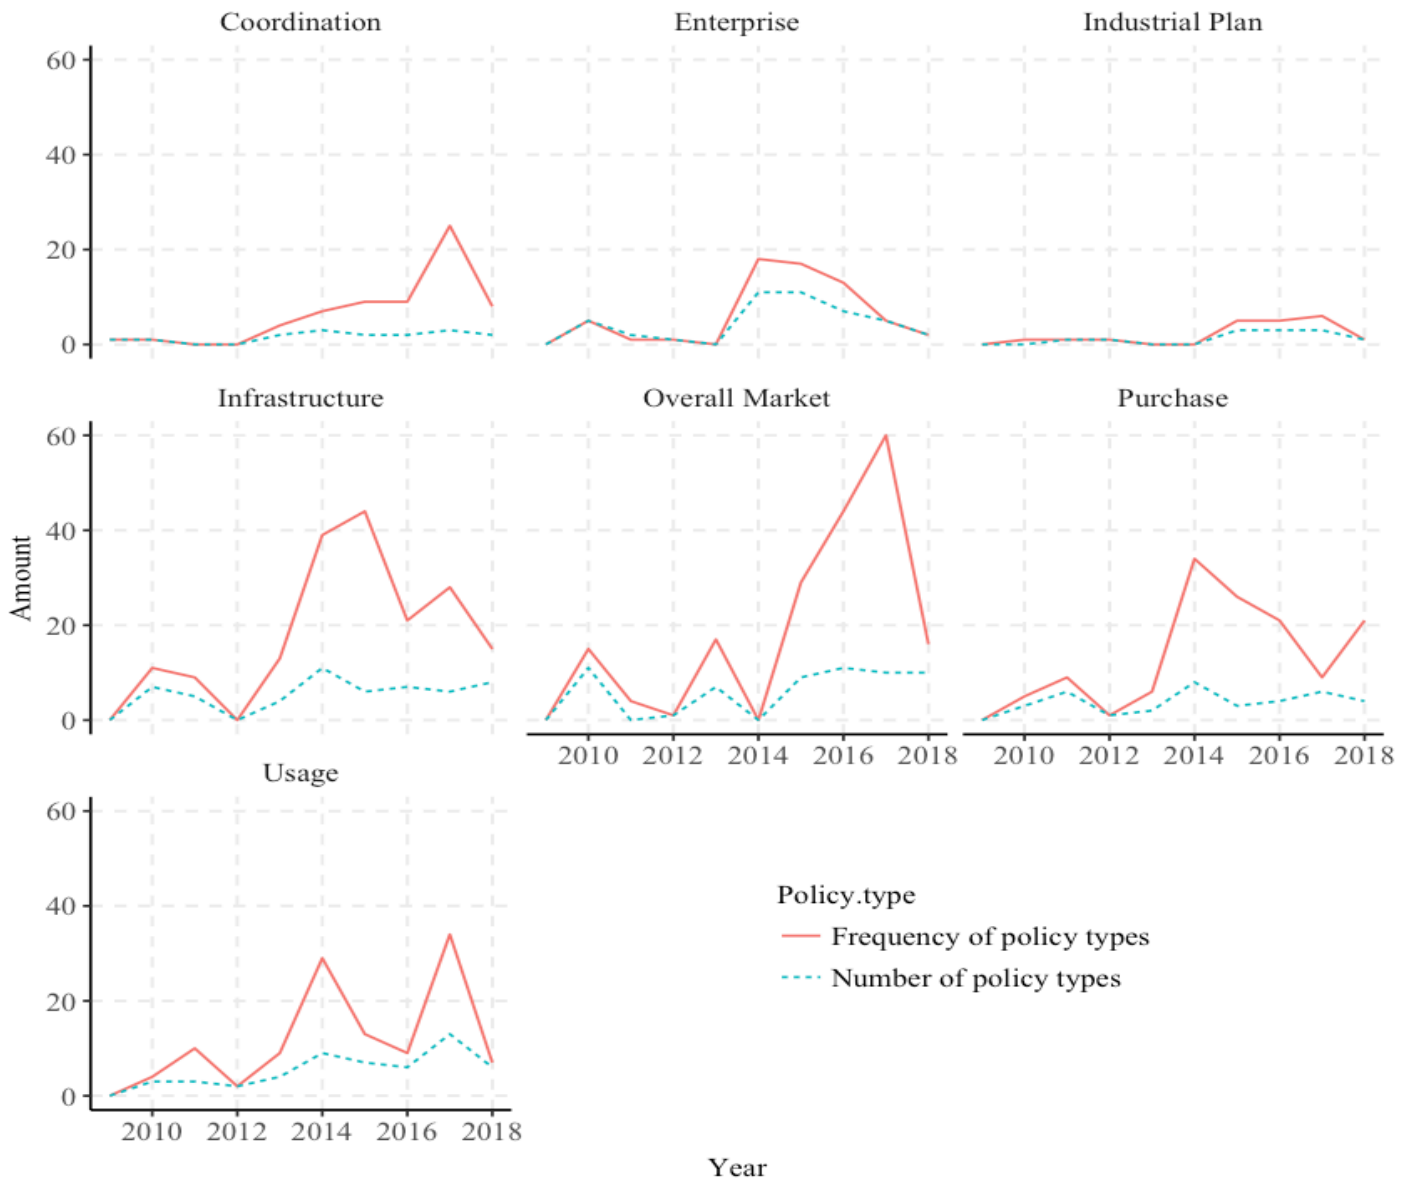 Coordination Enterprise Industrial Plan
60
40
20
0
Infrastructure Overall Market Purchase
60
40
20
0
2010 2012 2014 2016 2018 2010 2012 2014 2016 2018
Usage
60
40
20
0
2010 2012 2014 2016 2018
Policy.type
Frequency of policy types
Number of policy types
Amount
Year